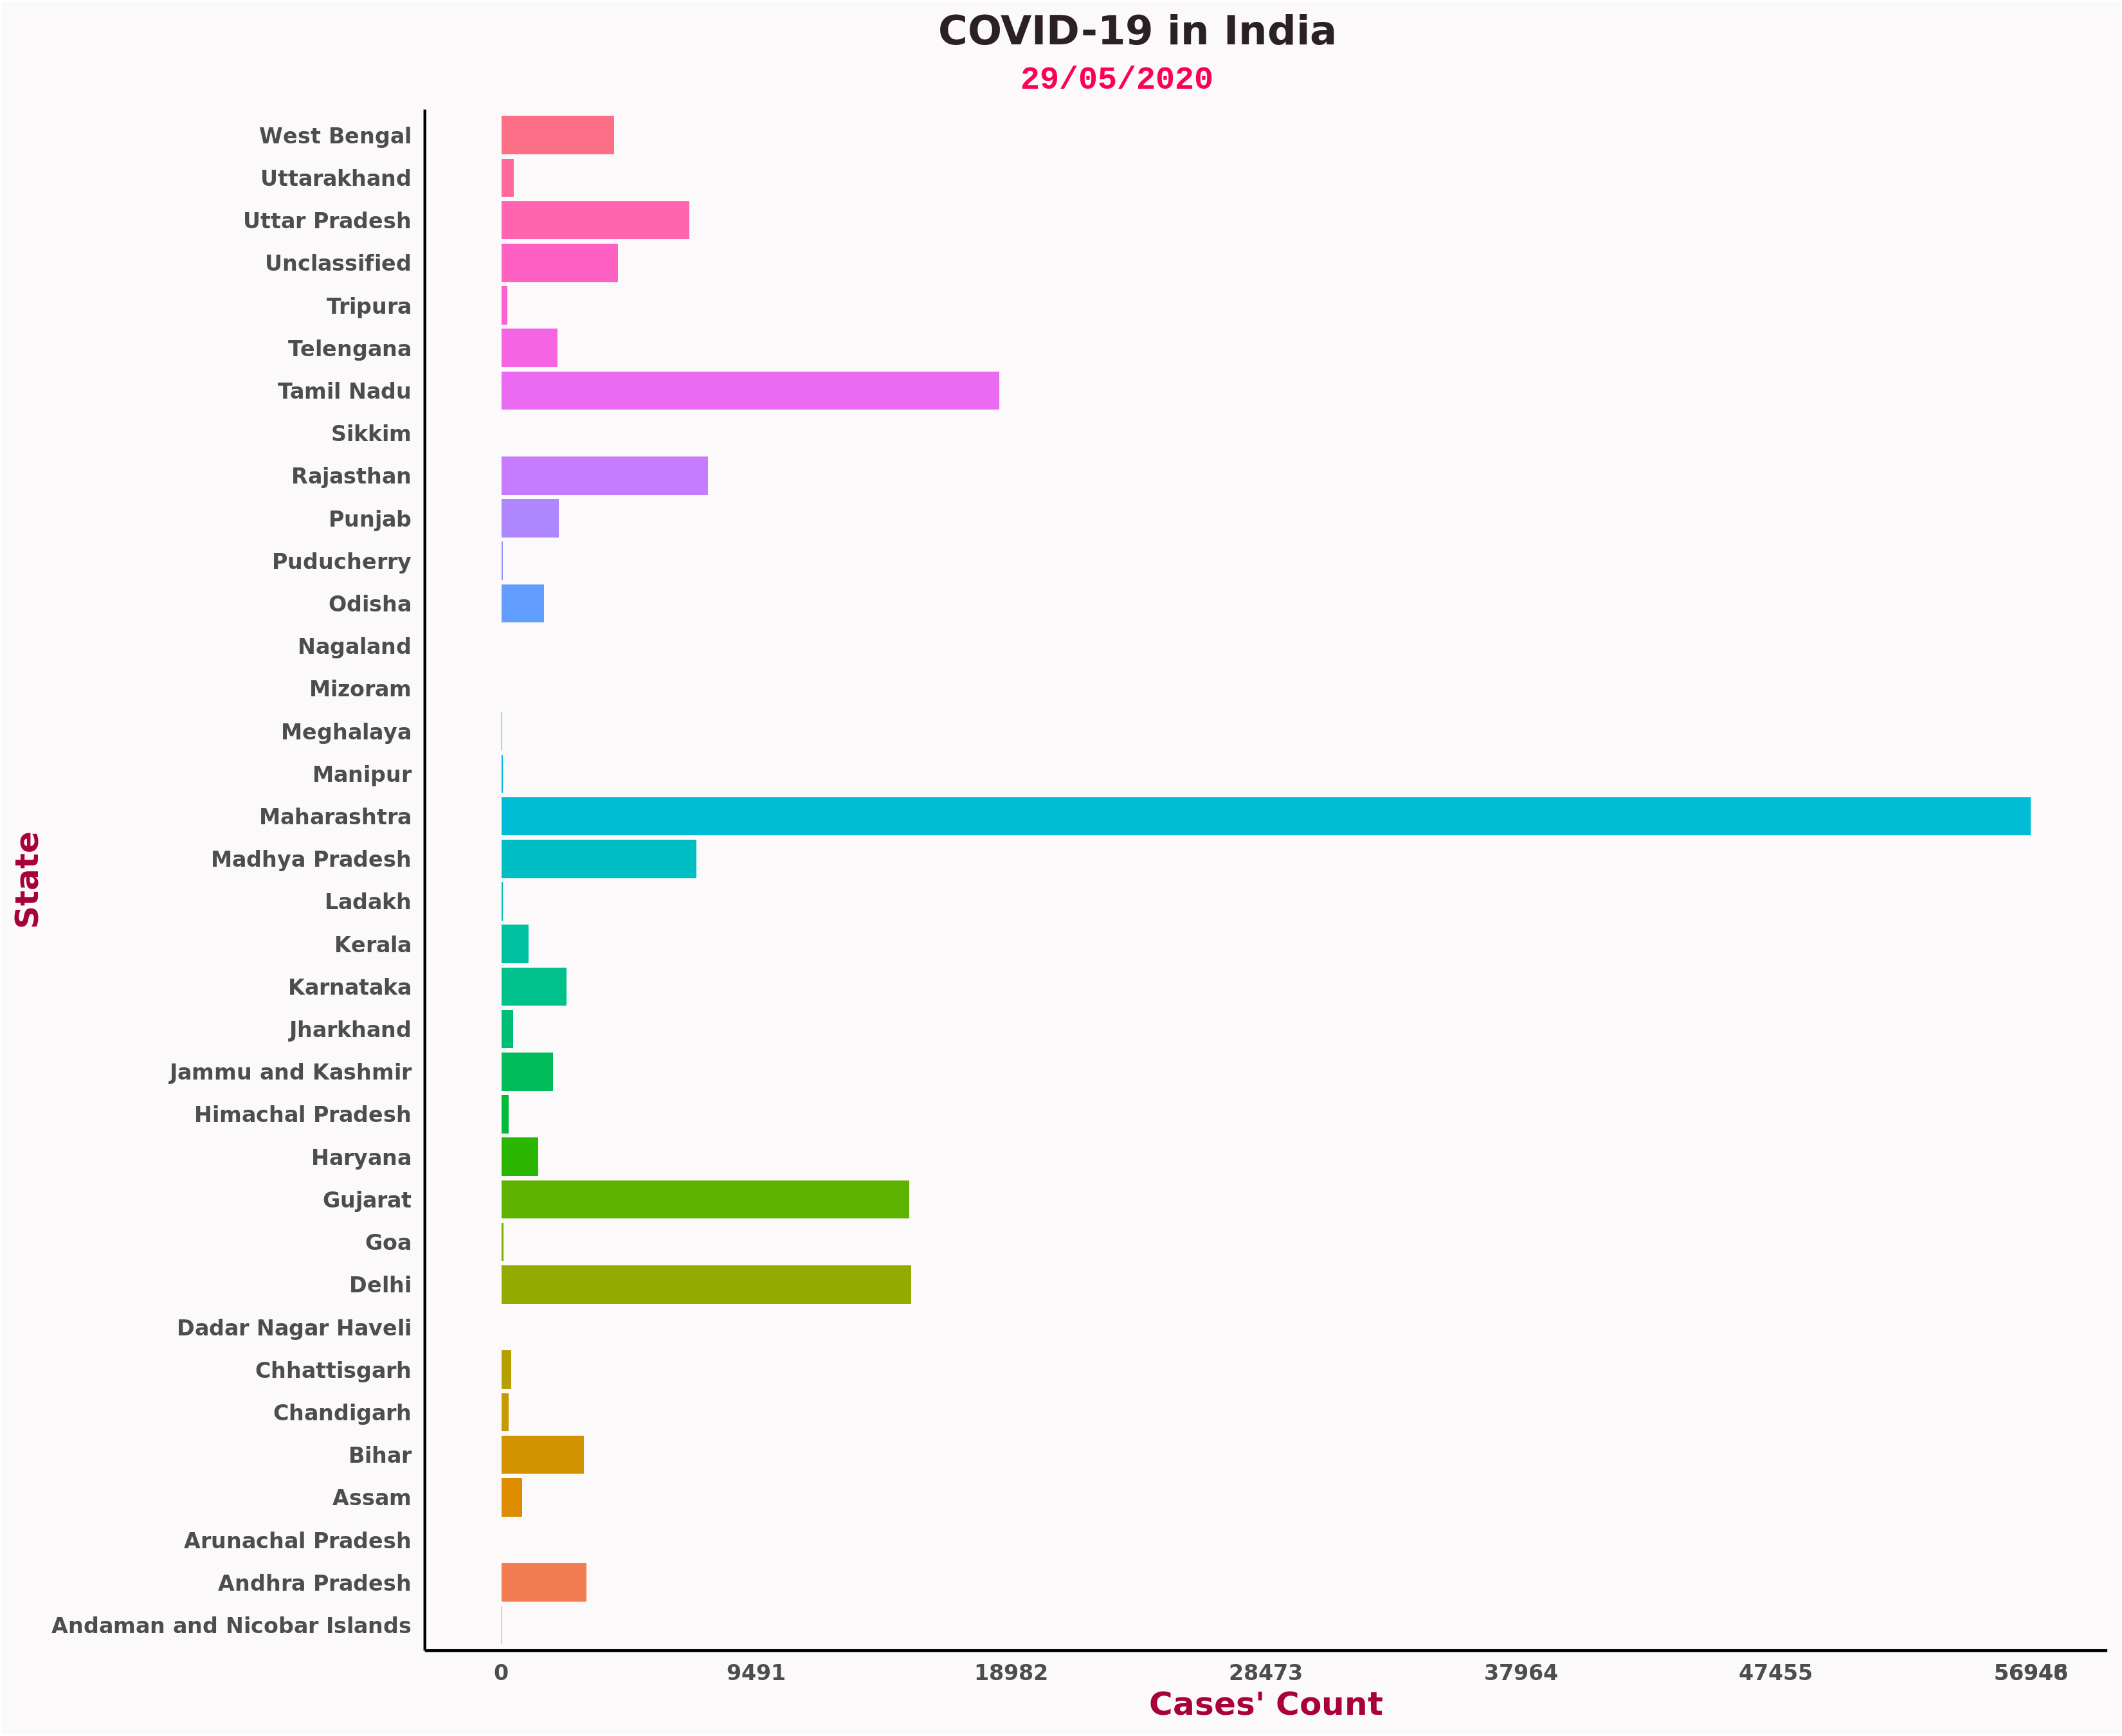 COVID-19 in India
29/05/2020
West Bengal
Uttarakhand
Uttar Pradesh
Unclassified
Tripura
Telengana
Tamil Nadu
Sikkim
Rajasthan
Punjab
Puducherry
Odisha
Nagaland
Mizoram
Meghalaya
Manipur
Maharashtra
Madhya Pradesh
Ladakh
Kerala
Karnataka
Jharkhand
Jammu and Kashmir
Himachal Pradesh
Haryana
Gujarat
Goa
Delhi
Dadar Nagar Haveli
Chhattisgarh
Chandigarh
Bihar
Assam
Arunachal Pradesh
Andhra Pradesh
Andaman and Nicobar Islands
State
0 9491 18982 28473 37964 47455
Cases' Count